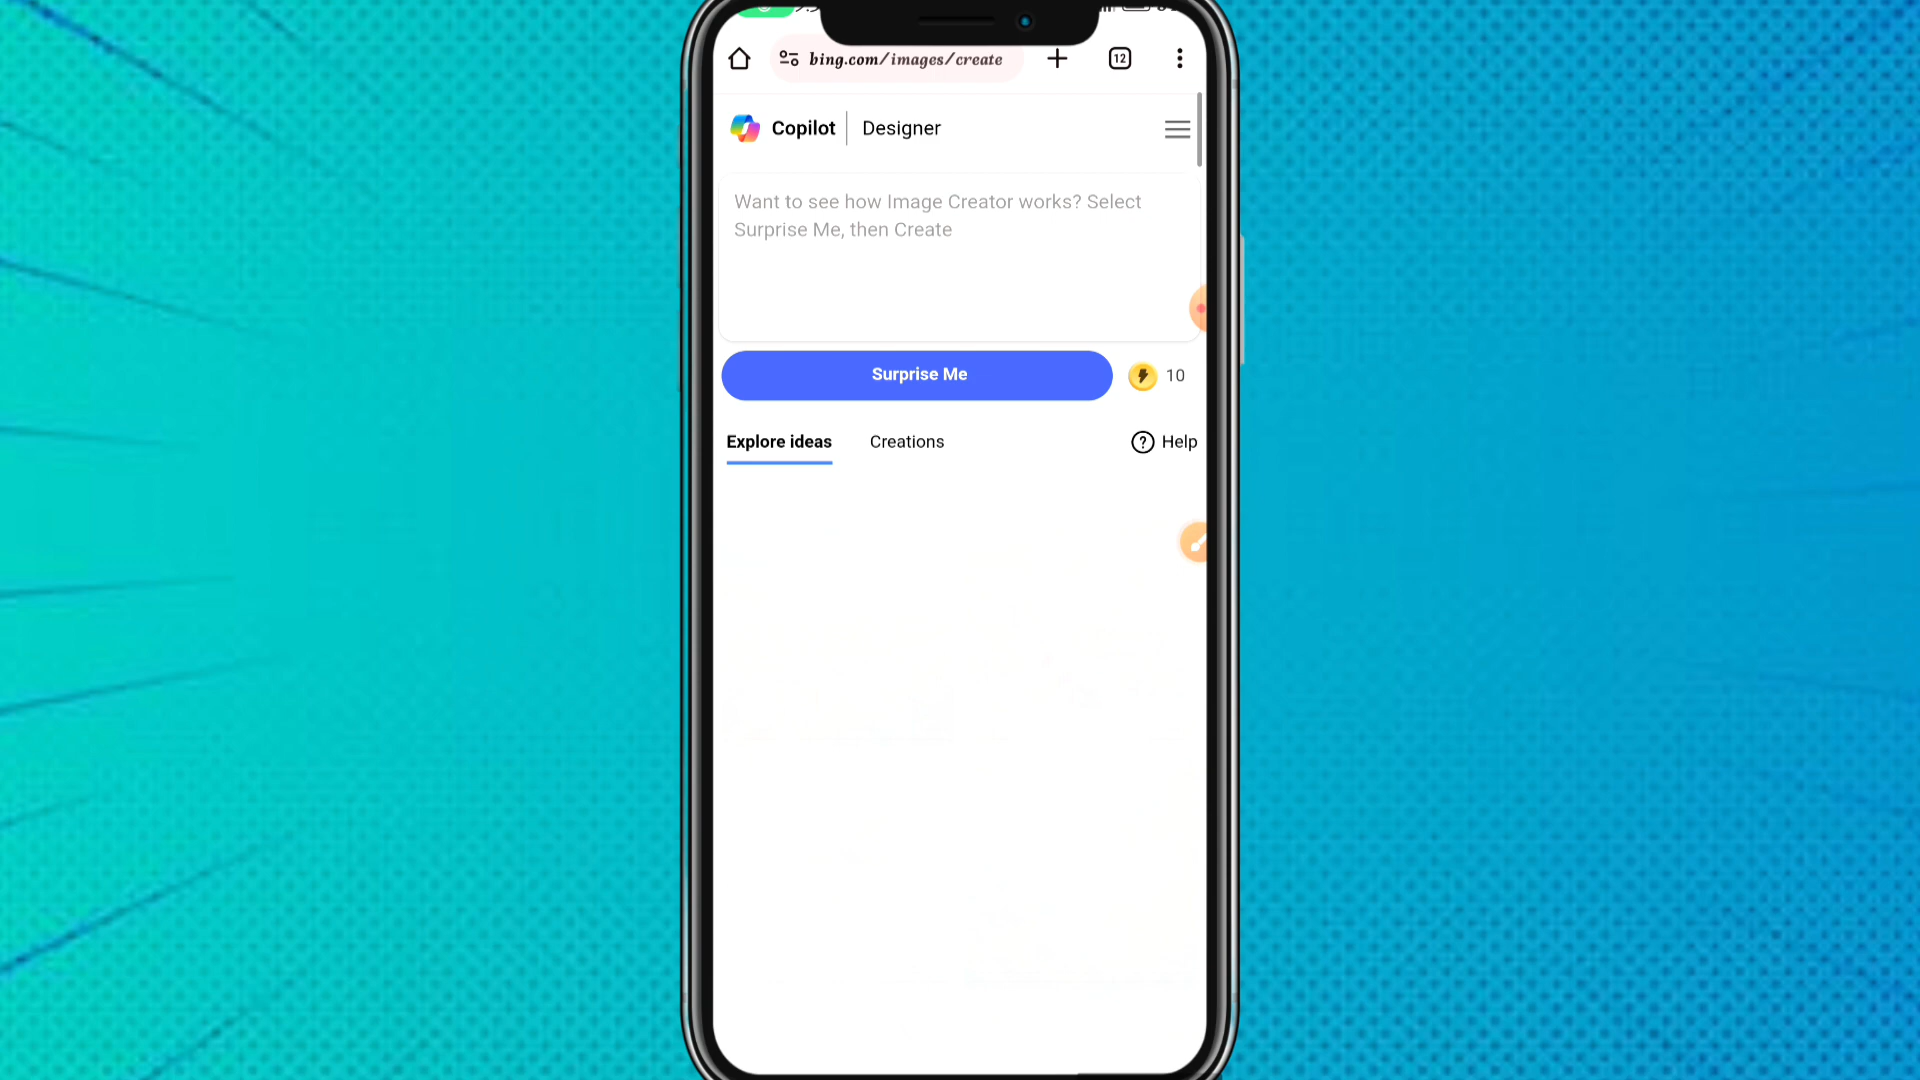 bing.com/images/create
12
Copilot
Designer
Want to see how Image Creator works? Select
Surprise Me, then Create
Surprise Me
10
Explore ideas
Creations
? Help